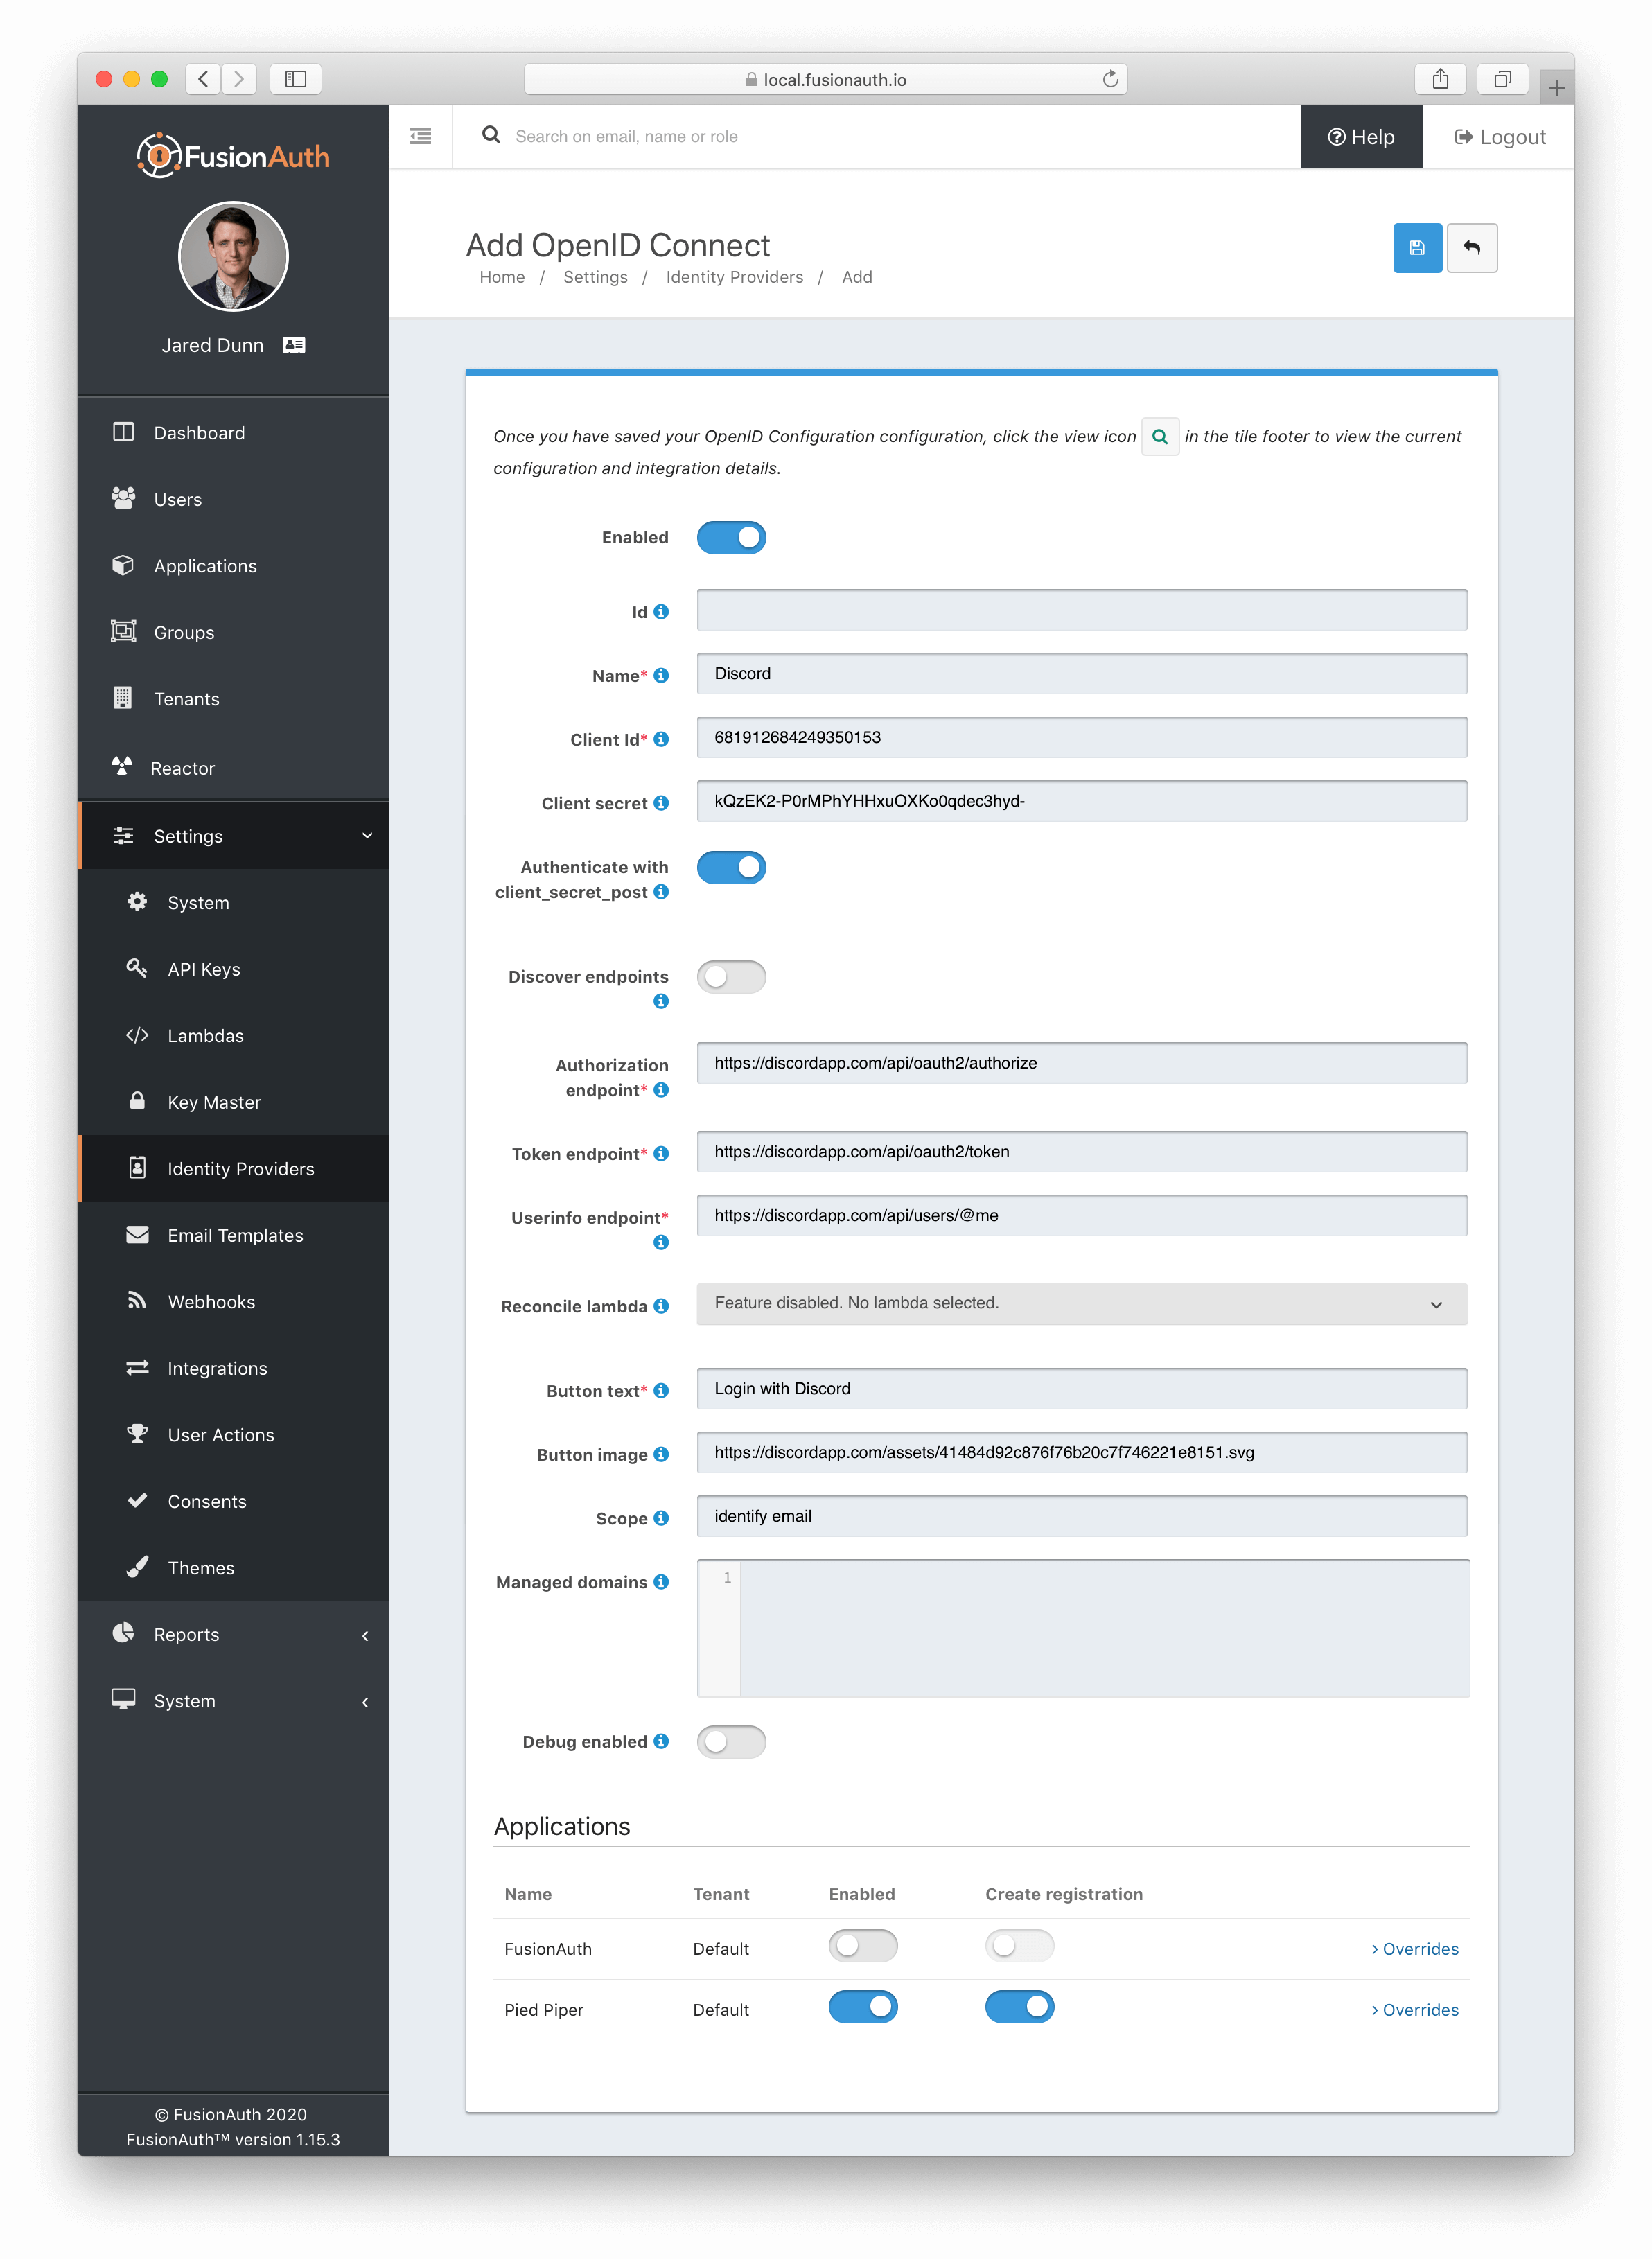 local.fusionauth.io
FusionAuth
Search on email, name or role
Help
Logout
Jared Dunn
Dashboard
Users
Applications
Groups
Tenants
Reactor
Settings
System
API Keys
Lambdas
Key Master
Identity Providers
Email Templates
Webhooks
Integrations
User Actions
Consents
Themes
Reports
System
© FusionAuth 2020
FusionAuth™ version 1.15.3
Add OpenID Connect
Home / Settings / Identity Providers / Add
Once you have saved your OpenID Configuration configuration, click the view icon in the tile footer to view the current
configuration and integration details.
Enabled
Id
Name* Discord
Client Id* 681912684249350153
Client secret kQzEK2-P0rMPhYHHxuOXKo0qdec3hyd-
Authenticate with
client_secret_post
Discover endpoints
Authorization
endpoint* https://discordapp.com/api/oauth2/authorize
Token endpoint* https://discordapp.com/api/oauth2/token
Userinfo endpoint* https://discordapp.com/api/users/@me
Reconcile lambda Feature disabled. No lambda selected.
Button text* Login with Discord
Button image https://discordapp.com/assets/41484d92c876f76b20c7f746221e8151.svg
Scope identify email
Managed domains 1
Debug enabled
Applications
Name Tenant Enabled Create registration
FusionAuth Default Overrides
Pied Piper Default Overrides